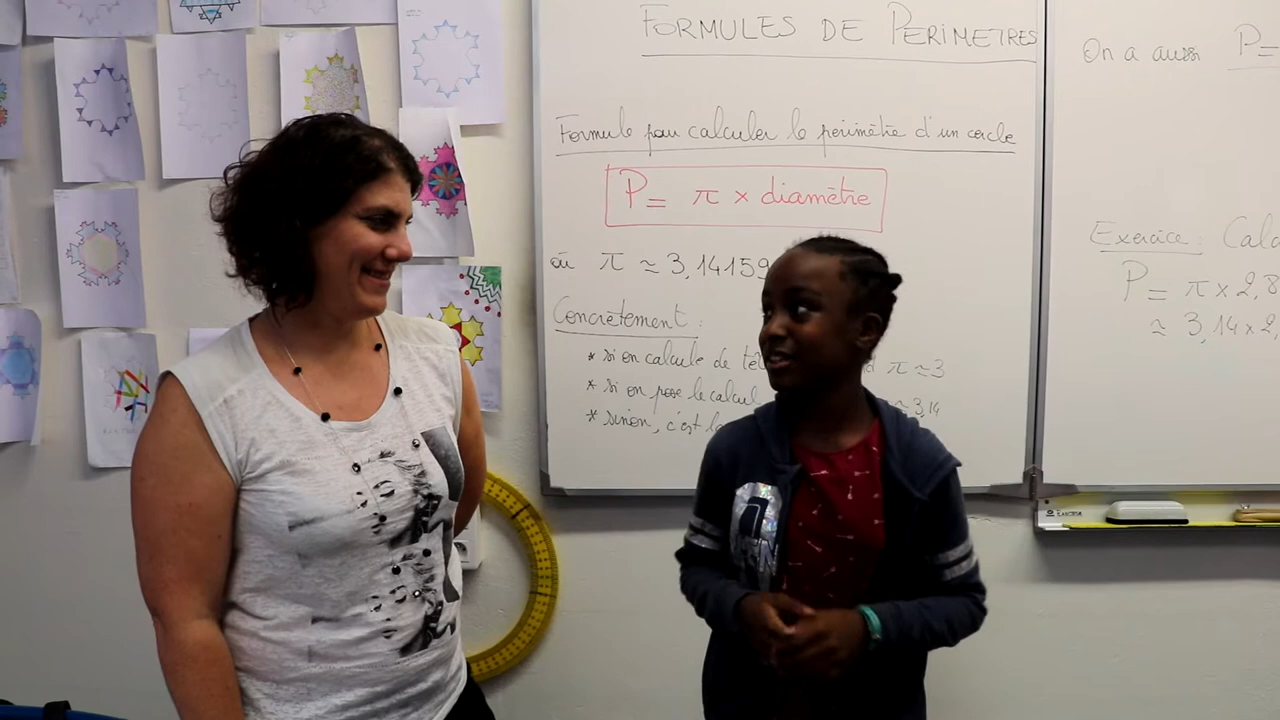 FORMULES DE PERIMETRES
Formule pour calculer le périmètre d'un cercle
P = π × diamètre
où π ≃ 3,14159
Concrètement :
* si on calcule de tê
π ≃ 3
* si on pose le calcul
≃ 3,14
* sinon, c'est la
On a aussi P=
Exercice : Calc
P = π × 2,8
≃ 3,14 × 2,